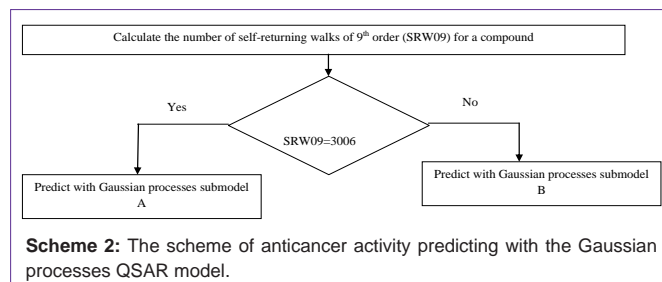 Calculate the number of self-returning walks of 9th order (SRW09) for a compound
Yes
No
SRW09=3006
Predict with Gaussian processes submodel
A
Predict with Gaussian processes submodel
B
Scheme 2: The scheme of anticancer activity predicting with the Gaussian
processes QSAR model.